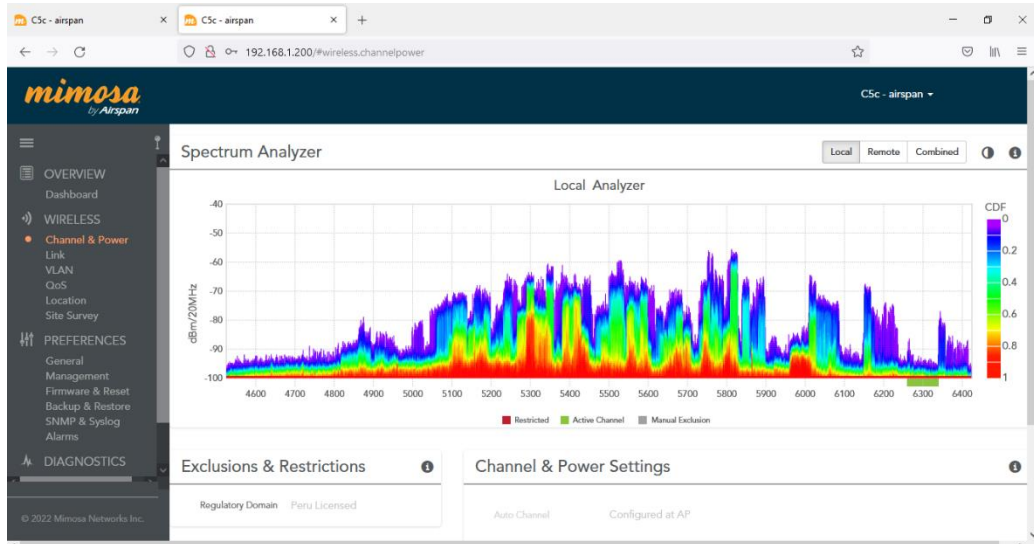 C5c - airspan
C5c - airspan
192.168.1.200/#wireless.channelpower
mimosa
by Airspan
C5c - airspan
OVERVIEW
Dashboard
WIRELESS
Channel & Power
Link
VLAN
QoS
Location
Site Survey
PREFERENCES
General
Management
Firmware & Reset
Backup & Restore
SNMP & Syslog
Alarms
DIAGNOSTICS
© 2022 Mimosa Networks Inc.
Spectrum Analyzer
Local Remote Combined
Local Analyzer
dBm/20MHz
-40
-50
-60
-70
-80
-90
-100
4600 4700 4800 4900 5000 5100 5200 5300 5400 5500 5600 5700 5800 5900 6000 6100 6200 6300 6400
CDF
0
0.2
0.4
0.6
0.8
1
Restricted Active Channel Manual Exclusion
Exclusions & Restrictions
Regulatory Domain Peru Licensed
Channel & Power Settings
Auto Channel Configured at AP